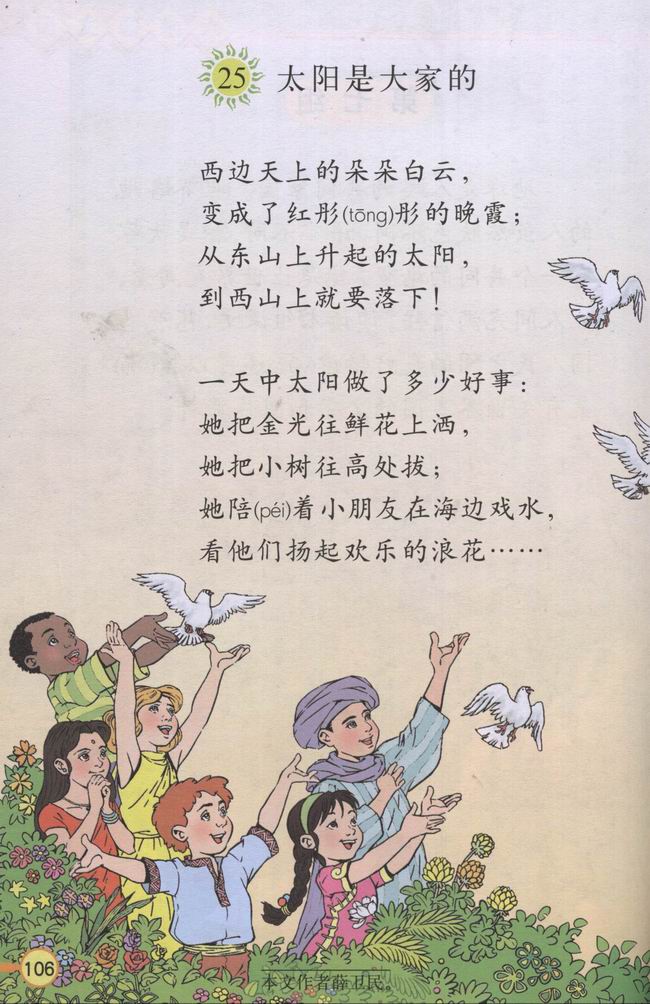 25 太阳是大家的
西边天上的朵朵白云，
变成了红彤(tōng)彤的晚霞；
从东山上升起的太阳，
到西山上就要落下！
一天中太阳做了多少好事：
她把金光往鲜花上洒，
她把小树往高处拔；
她陪(péi)着小朋友在海边戏水，
看他们扬起欢乐的浪花……
106
本文作者薛卫民。